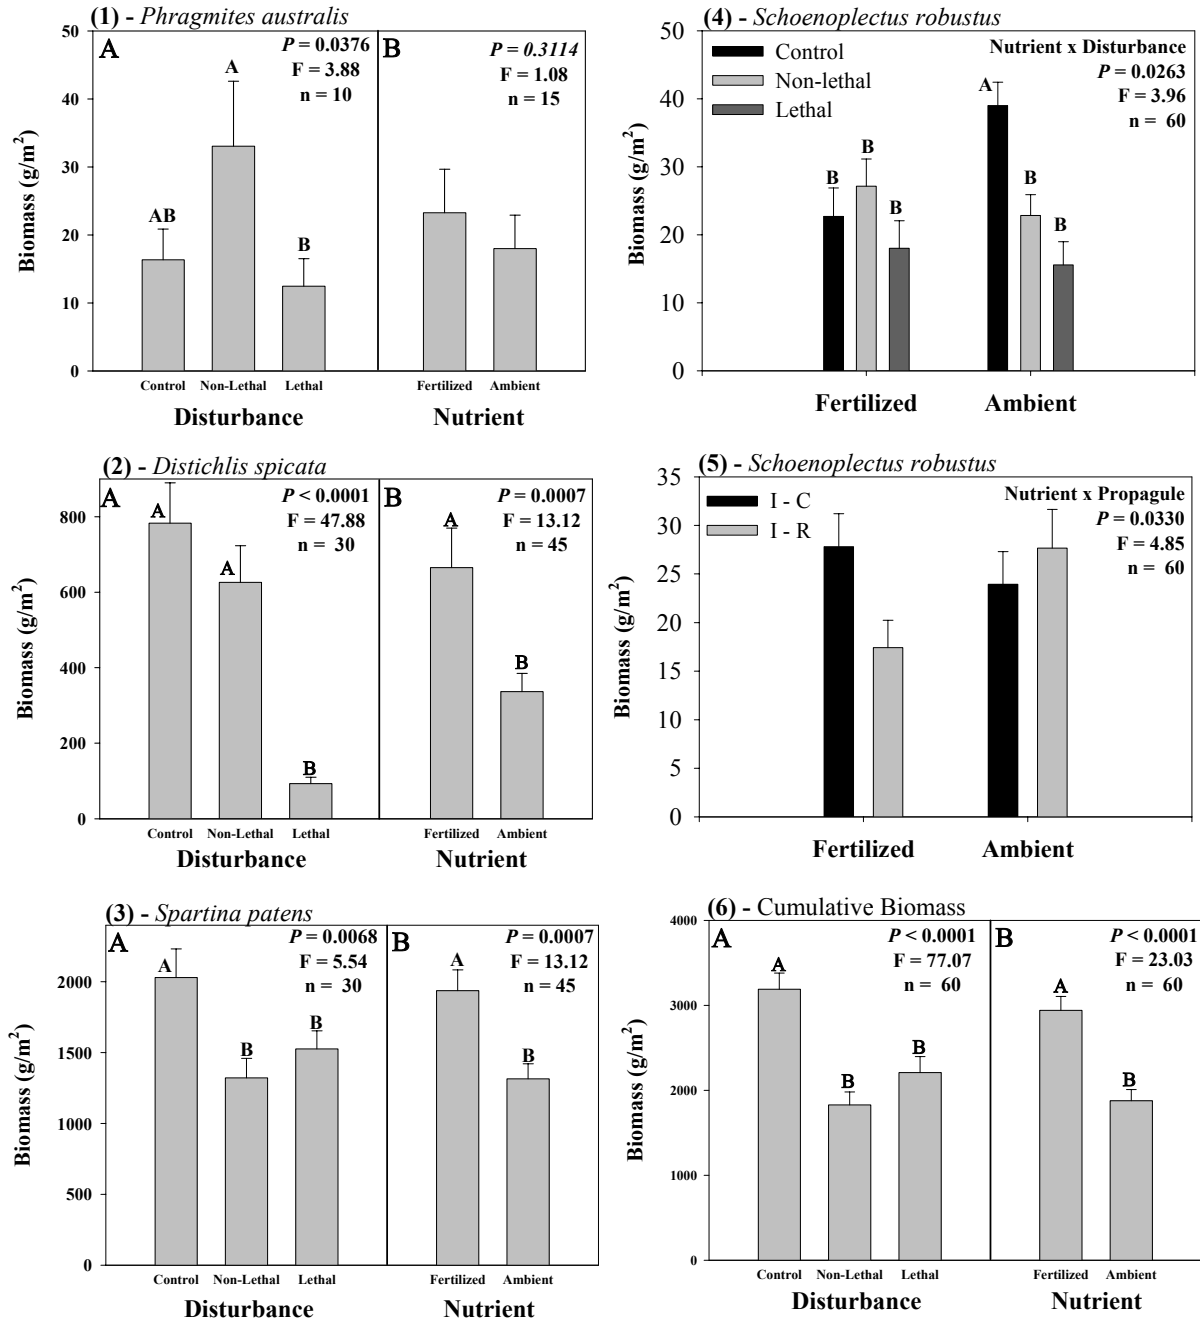 (1) - Phragmites australis
A
P = 0.0376
F = 3.88
n = 10
B
P = 0.3114
F = 1.08
n = 15
Biomass (g/m²)
50
40
30
20
10
0
AB
A
B
Control Non-Lethal Lethal
Disturbance
Fertilized Ambient
Nutrient
(4) - Schoenoplectus robustus
Control
Non-lethal
Lethal
Nutrient x Disturbance
P = 0.0263
F = 3.96
n = 60
Biomass (g/m²)
50
40
30
20
10
0
B
B
B
A
B
B
Fertilized Ambient
(2) - Distichlis spicata
A
P < 0.0001
F = 47.88
n = 30
B
P = 0.0007
F = 13.12
n = 45
Biomass (g/m²)
800
600
400
200
0
A
A
B
A
B
Control Non-Lethal Lethal
Disturbance
Fertilized Ambient
Nutrient
(5) - Schoenoplectus robustus
I - C
I - R
Nutrient x Propagule
P = 0.0330
F = 4.85
n = 60
Biomass (g/m²)
35
30
25
20
15
10
5
0
Fertilized Ambient
(3) - Spartina patens
A
P = 0.0068
F = 5.54
n = 30
B
P = 0.0007
F = 13.12
n = 45
Biomass (g/m²)
2000
1500
1000
500
0
A
B
B
A
B
Control Non-Lethal Lethal
Disturbance
Fertilized Ambient
Nutrient
(6) - Cumulative Biomass
A
P < 0.0001
F = 77.07
n = 60
B
P < 0.0001
F = 23.03
n = 60
Biomass (g/m²)
4000
3000
2000
1000
0
A
B
B
A
B
Control Non-Lethal Lethal
Disturbance
Fertilized Ambient
Nutrient